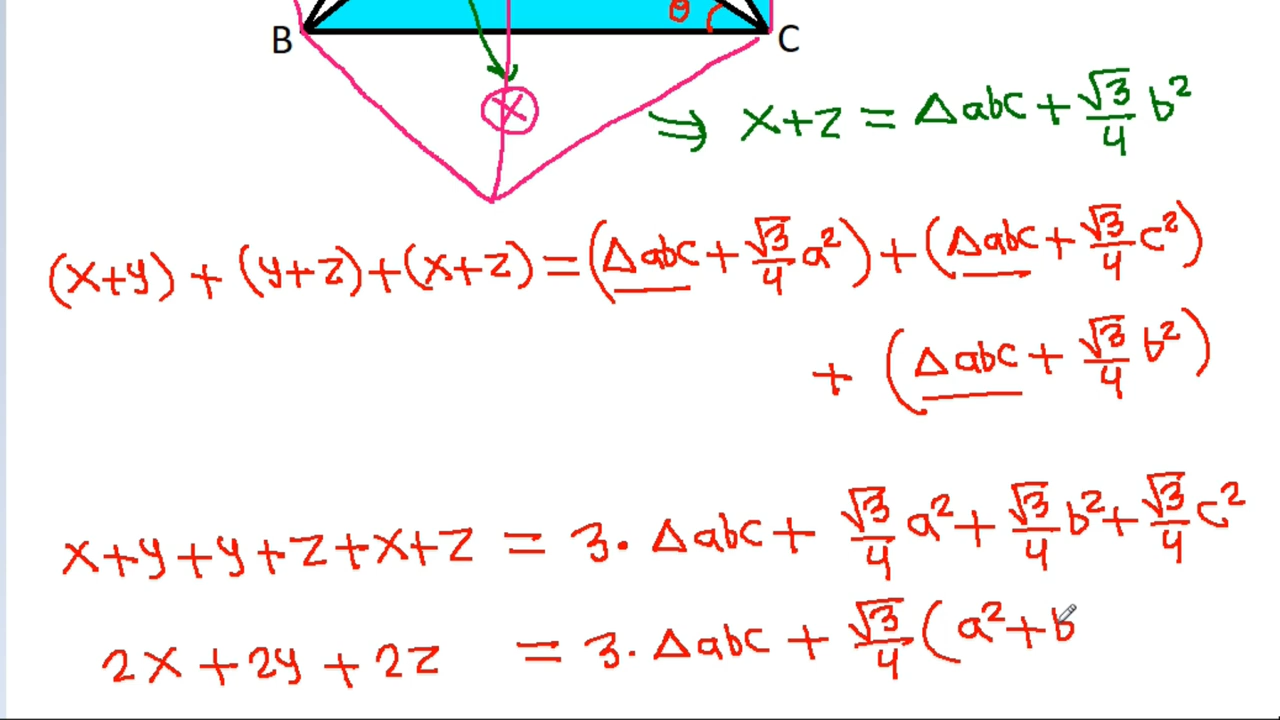 θ
B C
X
⇒ x+z = Δabc + √3/4 b²
(x+y) + (y+z) + (x+z) = (Δabc + √3/4 a²) + (Δabc + √3/4 c²)
+ (Δabc + √3/4 b²)
x+y+y+z+x+z = 3. Δabc + √3/4 a² + √3/4 b² + √3/4 c²
2x + 2y + 2z = 3. Δabc + √3/4 (a² + b